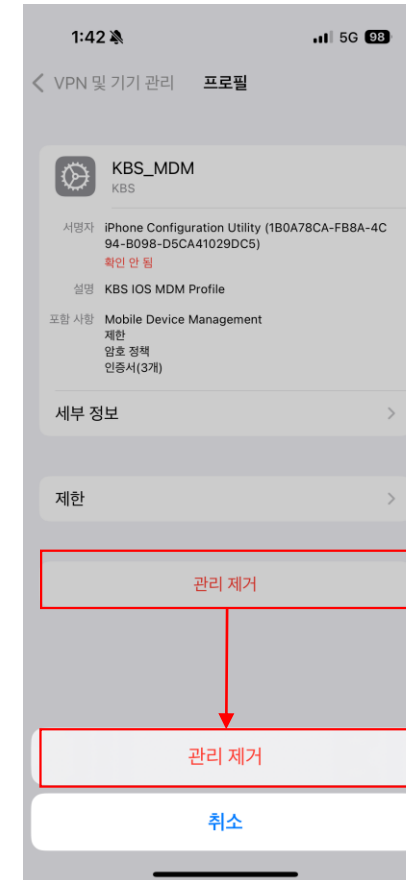 1:42
5G 98
VPN 및 기기 관리 프로필
KBS_MDM
KBS
서명자 iPhone Configuration Utility (1B0A78CA-FB8A-4C
94-B098-D5CA41029DC5)
확인 안 됨
설명 KBS IOS MDM Profile
포함 사항 Mobile Device Management
제한
암호 정책
인증서(3개)
세부 정보
제한
관리 제거
관리 제거
취소